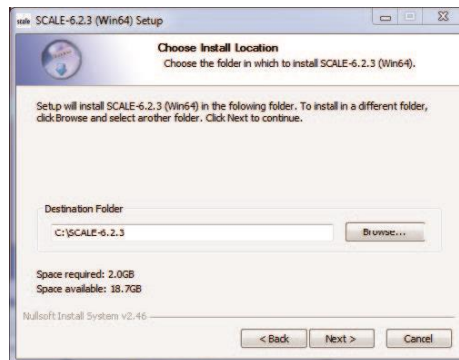 scale SCALE-6.2.3 (Win64) Setup
Choose Install Location
Choose the folder in which to install SCALE-6.2.3 (Win64).
Setup will install SCALE-6.2.3 (Win64) in the following folder. To install in a different folder,
click Browse and select another folder. Click Next to continue.
Destination Folder
C:\SCALE-6.2.3
Browse...
Space required: 2.0GB
Space available: 18.7GB
Nullsoft Install System v2.46
< Back
Next >
Cancel